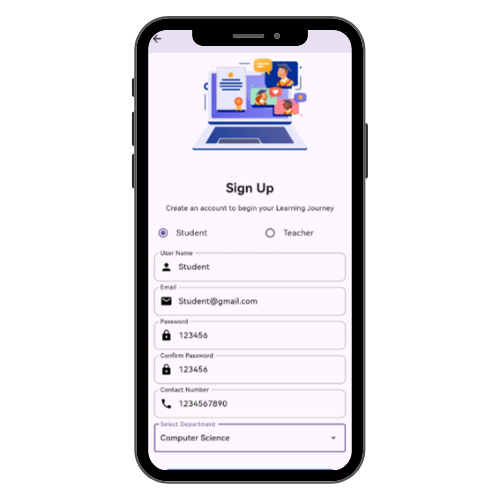 Sign Up
Create an account to begin your Learning Journey
Student Teacher
User Name
Student
Email
Student@gmail.com
Password
123456
Confirm Password
123456
Contact Number
1234567890
Select Department
Computer Science